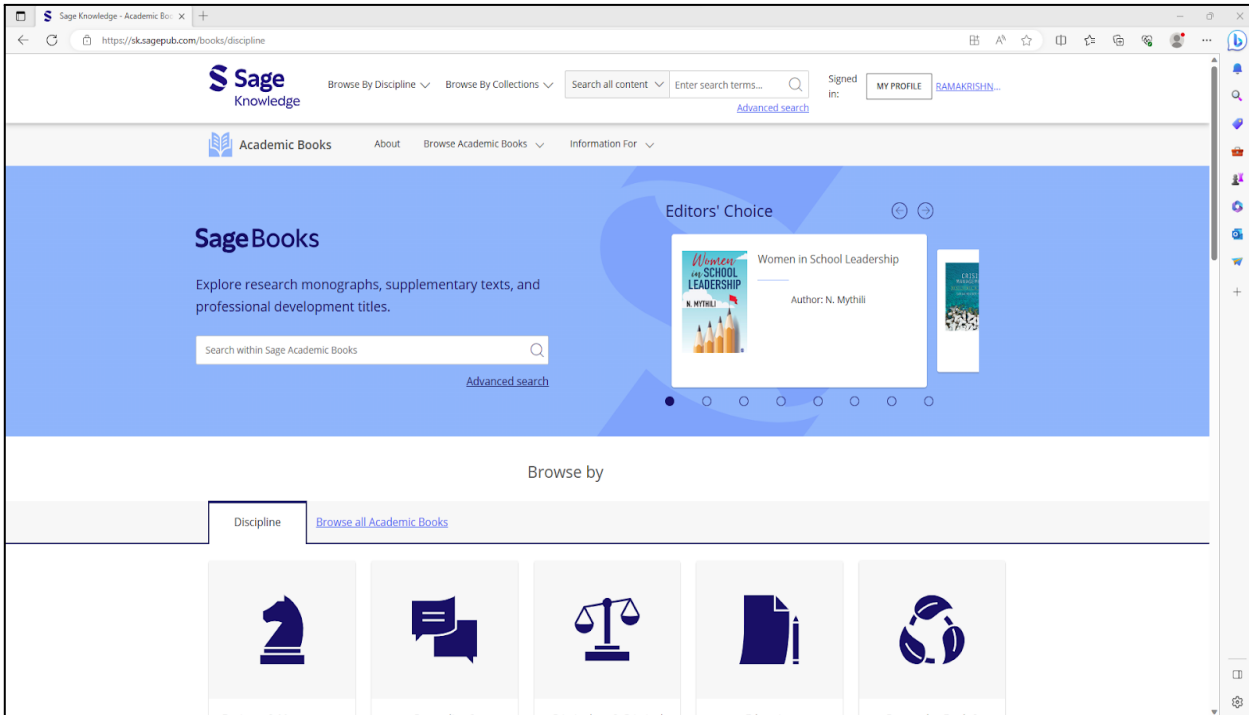 Sage Knowledge - Academic Boo
https://sk.sagepub.com/books/discipline
Sage
Knowledge
Browse By Discipline
Browse By Collections
Search all content
Enter search terms...
Signed
in:
MY PROFILE
RAMAKRISHN...
Advanced search
Academic Books
About
Browse Academic Books
Information For
Sage Books
Explore research monographs, supplementary texts, and
professional development titles.
Search within Sage Academic Books
Advanced search
Editors' Choice
Women
in SCHOOL
LEADERSHIP
N. MYTHILI
Women in School Leadership
Author: N. Mythili
Browse by
Discipline
Browse all Academic Books